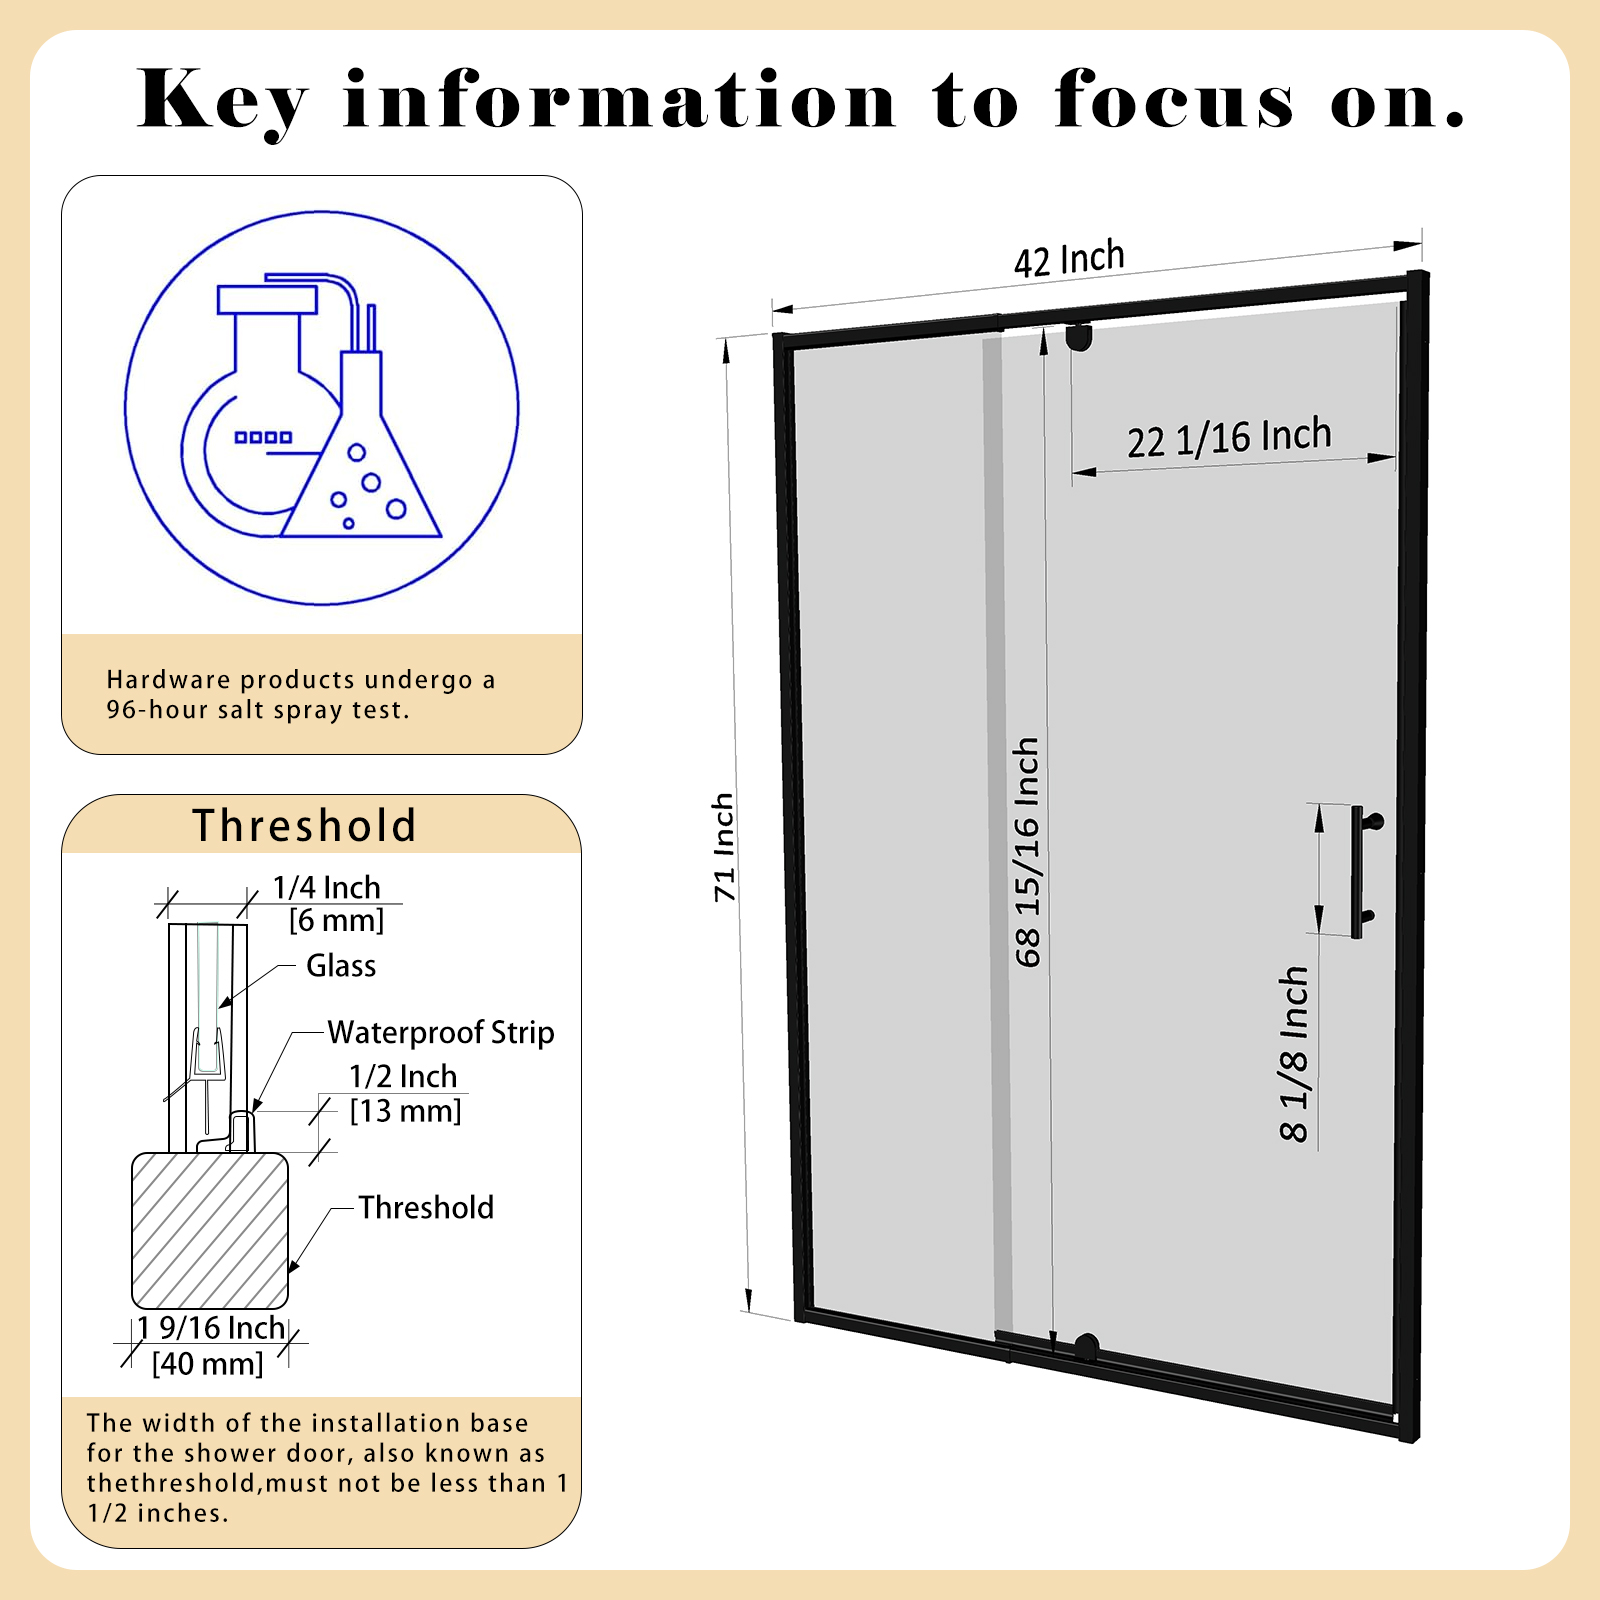 Key information to focus on.
Hardware products undergo a
96-hour salt spray test.
Threshold
1/4 Inch
[6 mm]
Glass
Waterproof Strip
1/2 Inch
[13 mm]
Threshold
1 9/16 Inch
[40 mm]
The width of the installation base
for the shower door, also known as
thethreshold,must not be less than 1
1/2 inches.
42 Inch
22 1/16 Inch
71 Inch
68 15/16 Inch
8 1/8 Inch